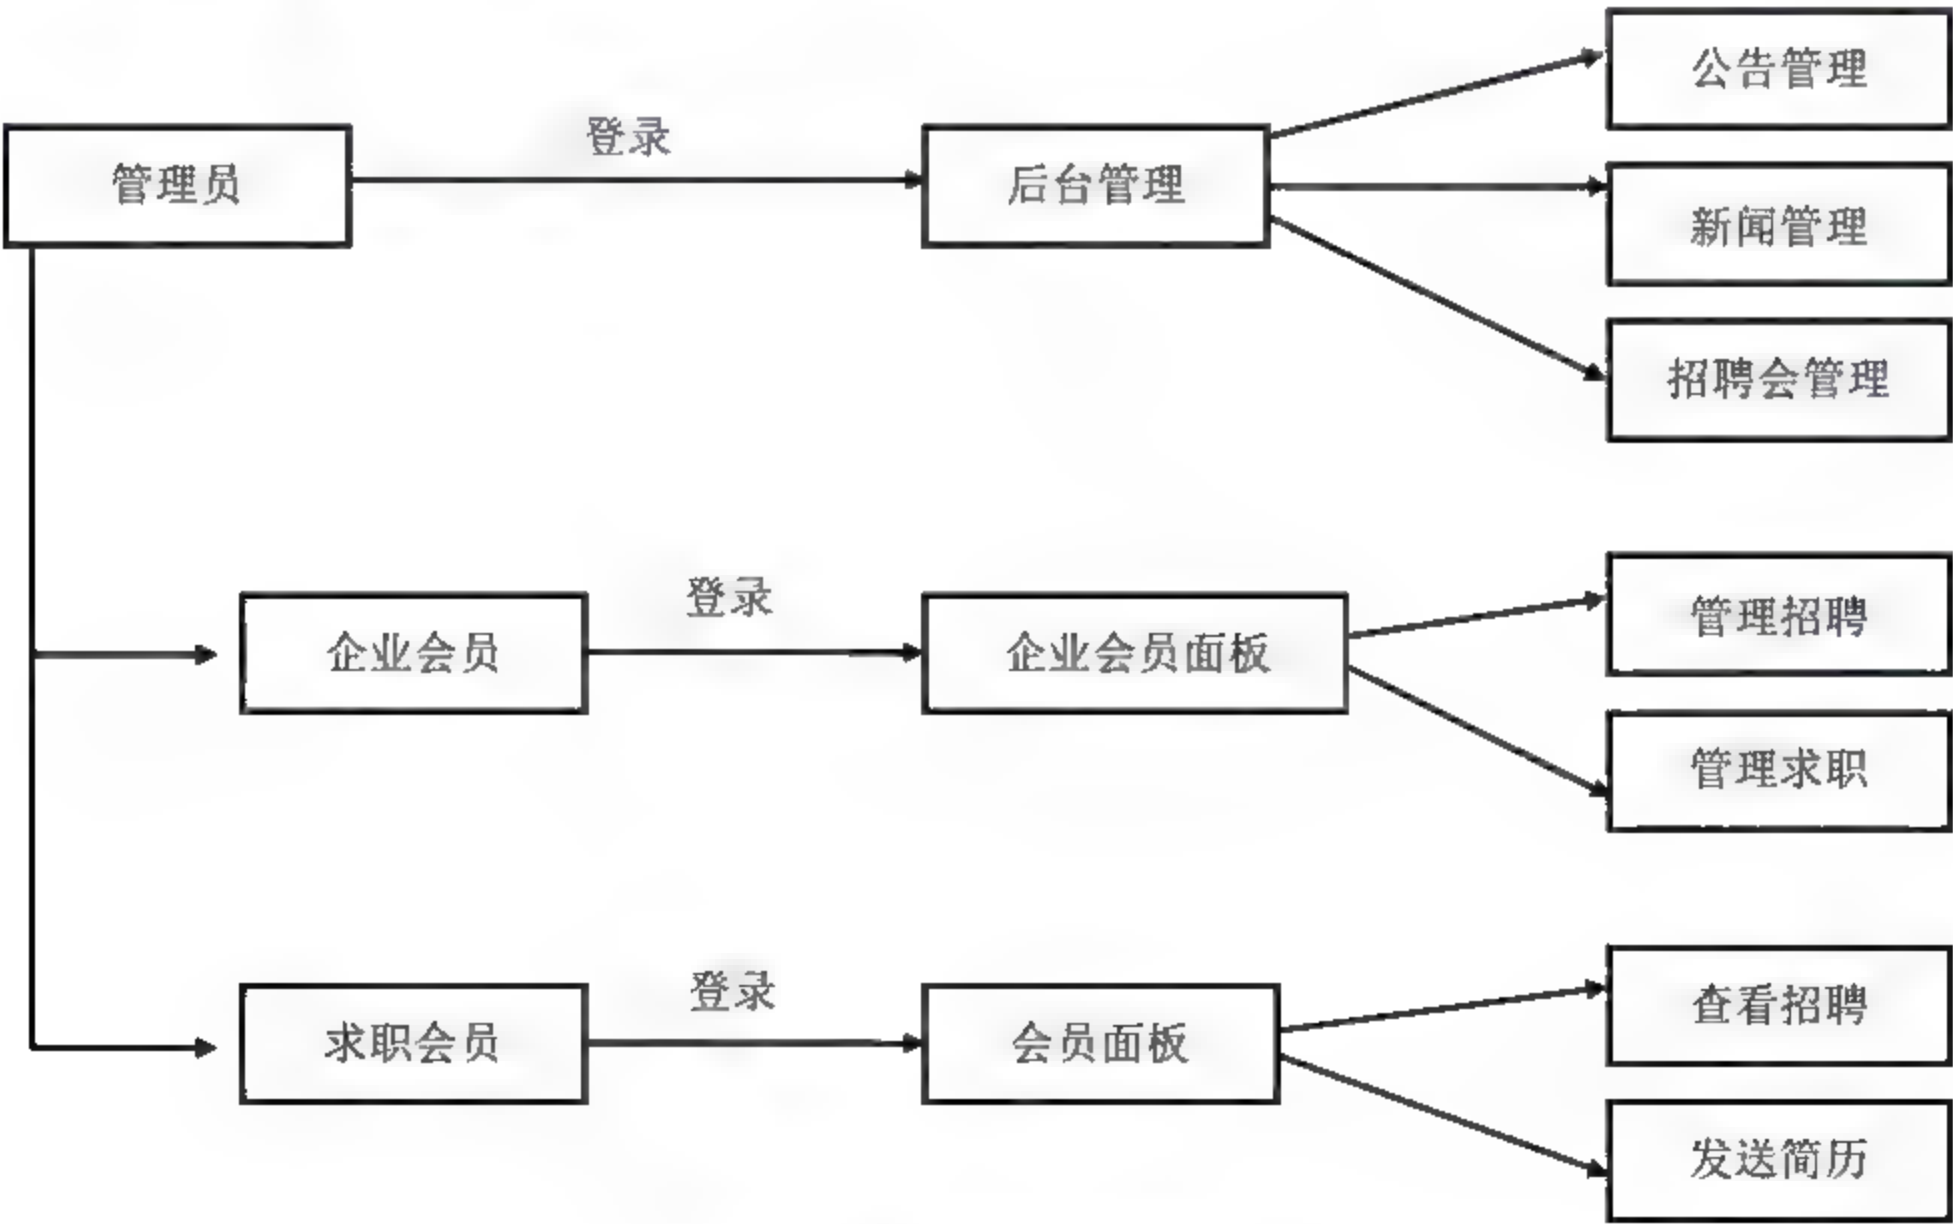 公告管理
登录
管理员
后台管理
新闻管理
招聘会管理
登录
管理招聘
企业会员
企业会员面板
管理求职
登录
查看招聘
求职会员
会员面板
发送简历